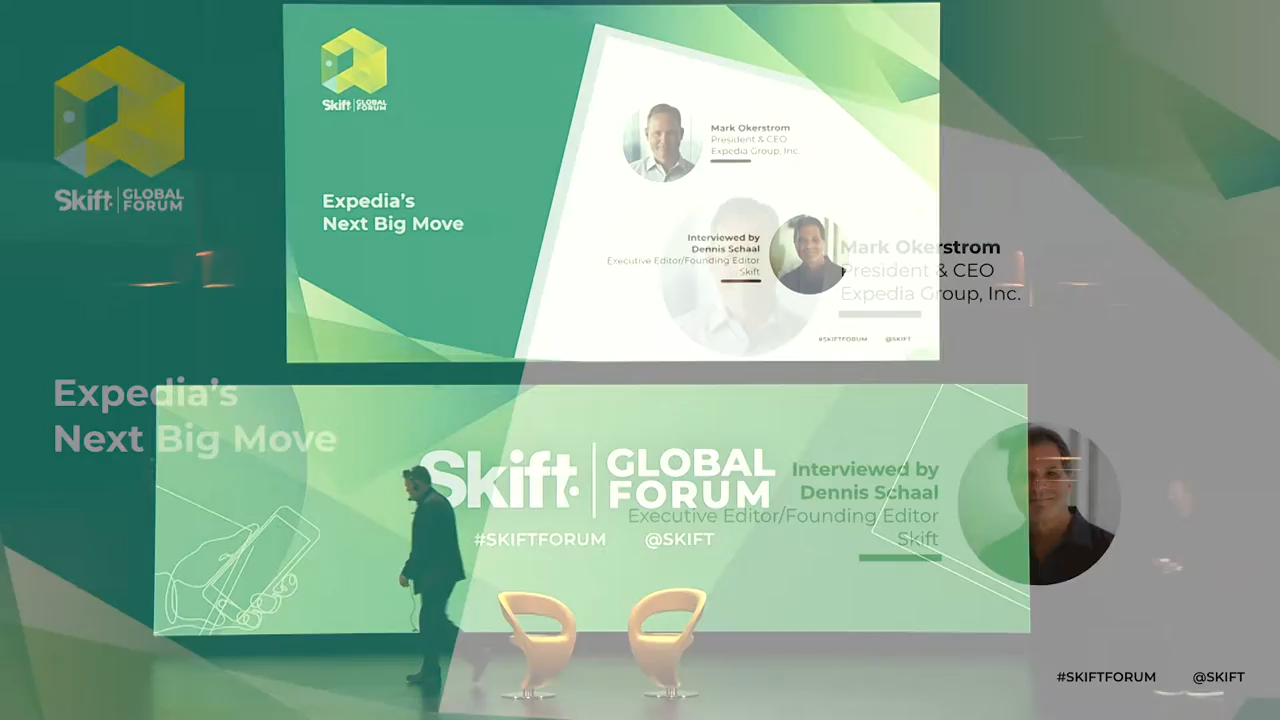 Skift GLOBAL FORUM
Expedia's
Next Big Move
Mark Okerstrom
President & CEO
Expedia Group, Inc.
Interviewed by
Dennis Schaal
Executive Editor/Founding Editor
Skift
#SKIFTFORUM @SKIFT
Skift GLOBAL FORUM
Expedia's
Next Big Move
Mark Okerstrom
President & CEO
Expedia Group, Inc.
Skift GLOBAL FORUM
#SKIFTFORUM @SKIFT
Interviewed by
Dennis Schaal
Executive Editor/Founding Editor
Skift
#SKIFTFORUM @SKIFT